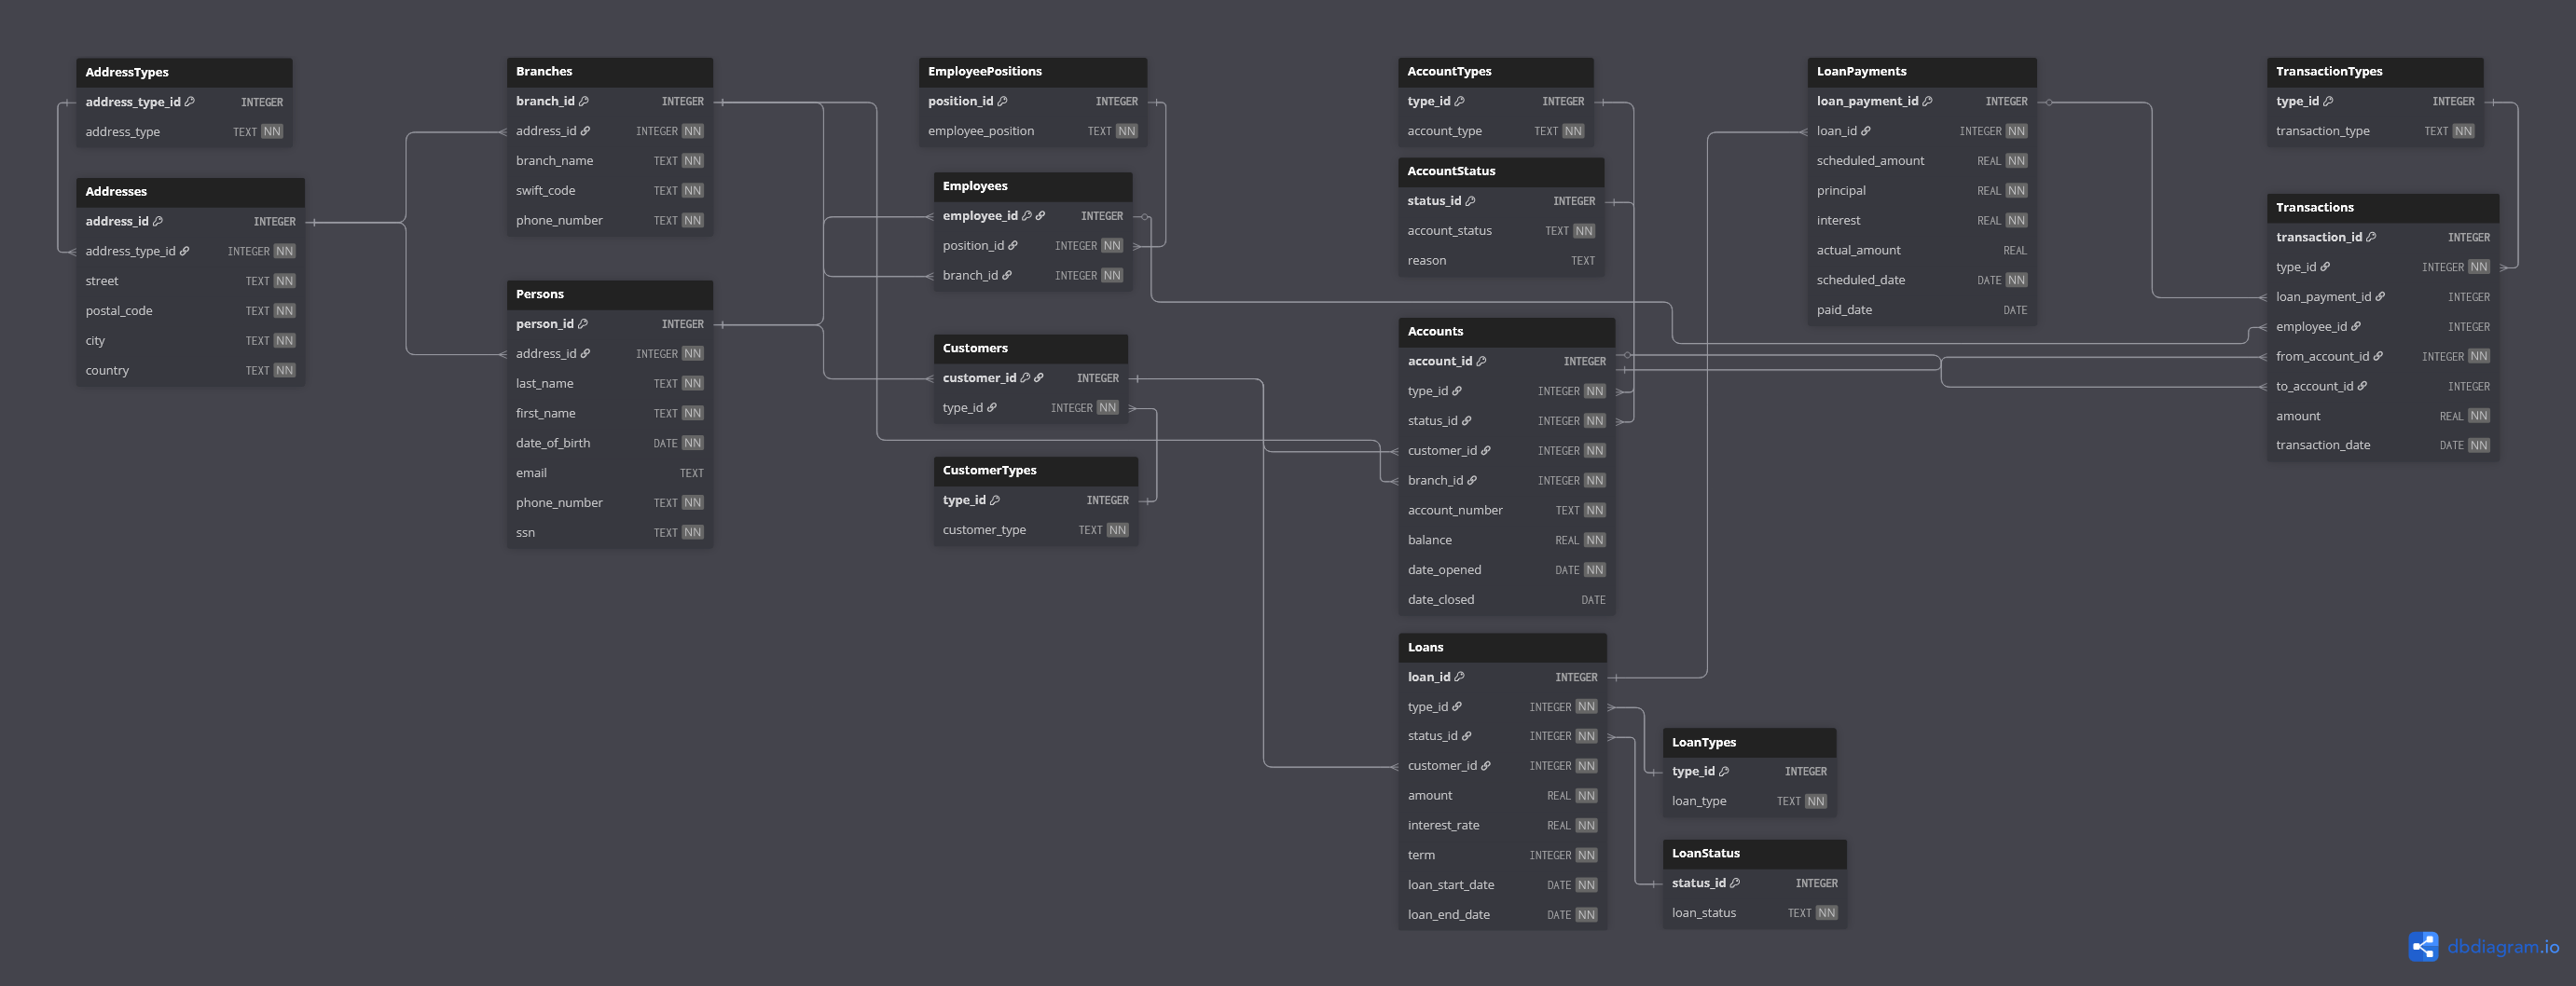 AddressTypes
address_type_id INTEGER
address_type TEXT NN
Addresses
address_id INTEGER
address_type_id INTEGER NN
street TEXT NN
postal_code TEXT NN
city TEXT NN
country TEXT NN
Branches
branch_id INTEGER
address_id INTEGER NN
branch_name TEXT NN
swift_code TEXT NN
phone_number TEXT NN
Persons
person_id INTEGER
address_id INTEGER NN
last_name TEXT NN
first_name TEXT NN
date_of_birth DATE NN
email TEXT
phone_number TEXT NN
ssn TEXT NN
EmployeePositions
position_id INTEGER
employee_position TEXT NN
Employees
employee_id INTEGER
position_id INTEGER NN
branch_id INTEGER NN
Customers
customer_id INTEGER
type_id INTEGER NN
CustomerTypes
type_id INTEGER
customer_type TEXT NN
AccountTypes
type_id INTEGER
account_type TEXT NN
AccountStatus
status_id INTEGER
account_status TEXT NN
reason TEXT
Accounts
account_id INTEGER
type_id INTEGER NN
status_id INTEGER NN
customer_id INTEGER NN
branch_id INTEGER NN
account_number TEXT NN
balance REAL NN
date_opened DATE NN
date_closed DATE
Loans
loan_id INTEGER
type_id INTEGER NN
status_id INTEGER NN
customer_id INTEGER NN
amount REAL NN
interest_rate REAL NN
term INTEGER NN
loan_start_date DATE NN
loan_end_date DATE NN
LoanTypes
type_id INTEGER
loan_type TEXT NN
LoanStatus
status_id INTEGER
loan_status TEXT NN
LoanPayments
loan_payment_id INTEGER
loan_id INTEGER NN
scheduled_amount REAL NN
principal REAL NN
interest REAL NN
actual_amount REAL
scheduled_date DATE NN
paid_date DATE
TransactionTypes
type_id INTEGER
transaction_type TEXT NN
Transactions
transaction_id INTEGER
type_id INTEGER NN
loan_payment_id INTEGER
employee_id INTEGER
from_account_id INTEGER NN
to_account_id INTEGER
amount REAL NN
transaction_date DATE NN
dbdiagram.io